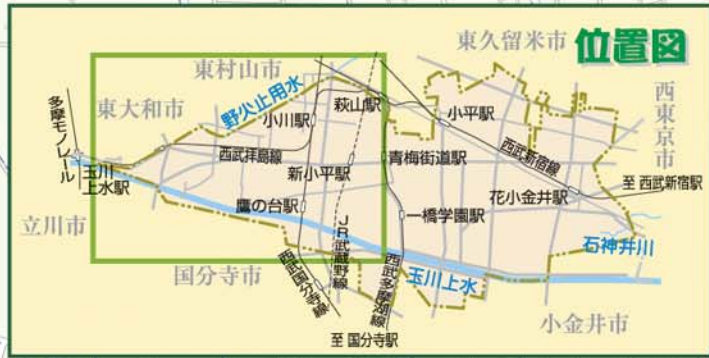 位置図
東久留米市
東村山市
西東京市
野火止用水
萩山駅
小平駅
多摩モノレール
東大和市
小川駅
西武拝島線
西武新宿線
青梅街道駅
新小平駅
至 西武新宿駅
玉川
上水駅
花小金井駅
鷹の台駅
一橋学園駅
立川市
JR武蔵野線
石神井川
国分寺市
西武国分寺線
西武多摩湖線
玉川上水
小金井市
至 国分寺駅